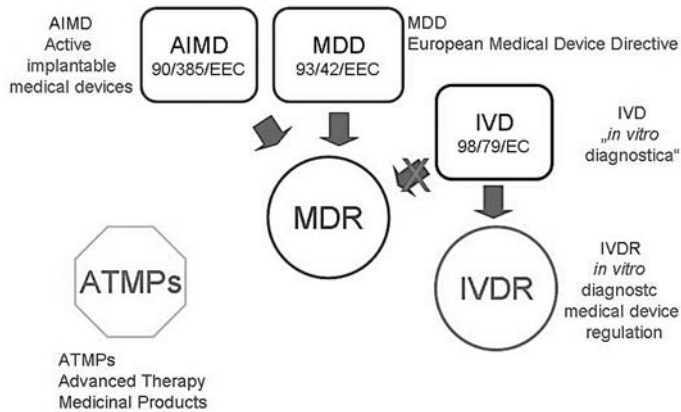 AIMD
Active
implantable
medical devices
AIMD
90/385/EEC
MDD
93/42/EEC
MDD
European Medical Device Directive
IVD
98/79/EC
IVD
„in vitro
diagnostica“
MDR
ATMPs
IVDR
IVDR
in vitro
diagnostc
medical device
regulation
ATMPs
Advanced Therapy
Medicinal Products